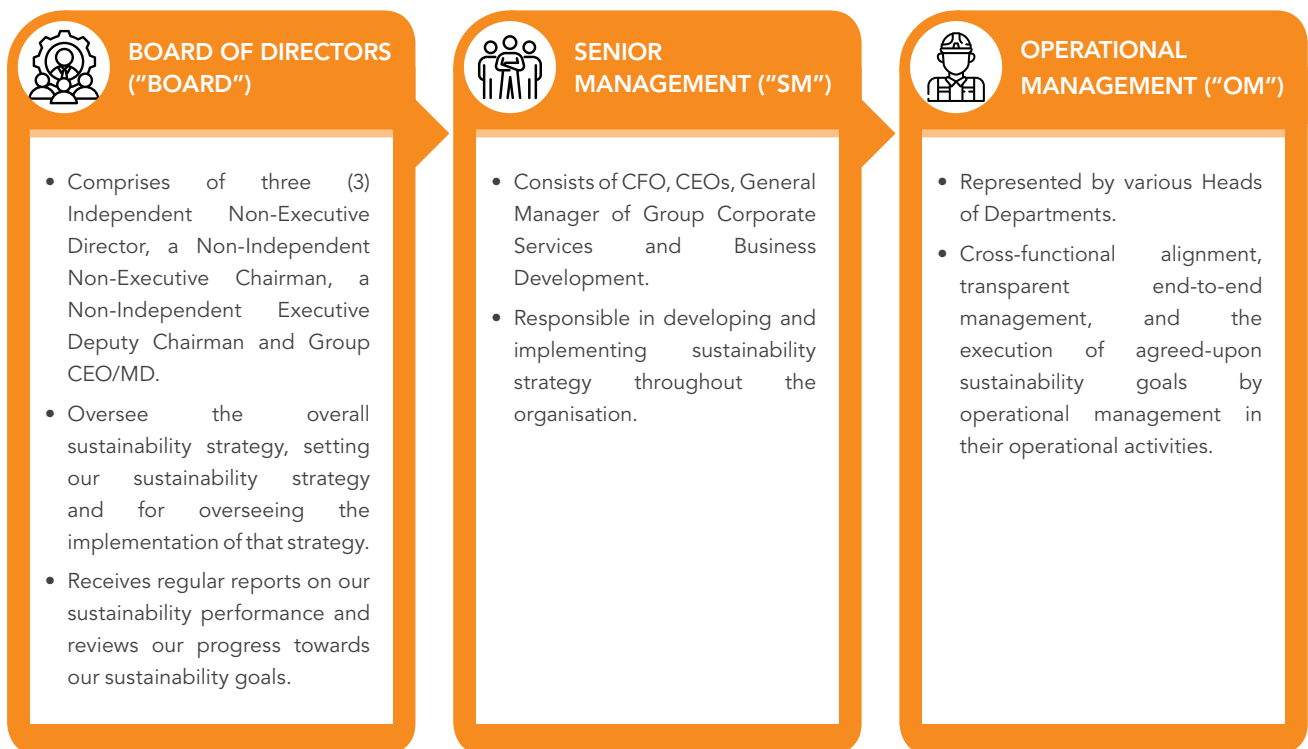 BOARD OF DIRECTORS
(“BOARD”)
• Comprises of three (3)
Independent Non-Executive
Director, a Non-Independent
Non-Executive Chairman, a
Non-Independent Executive
Deputy Chairman and Group
CEO/MD.
• Oversee the overall
sustainability strategy, setting
our sustainability strategy
and for overseeing the
implementation of that strategy.
• Receives regular reports on our
sustainability performance and
reviews our progress towards
our sustainability goals.
SENIOR
MANAGEMENT (“SM”)
• Consists of CFO, CEOs, General
Manager of Group Corporate
Services and Business
Development.
• Responsible in developing and
implementing sustainability
strategy throughout the
organisation.
OPERATIONAL
MANAGEMENT (“OM”)
• Represented by various Heads
of Departments.
• Cross-functional alignment,
transparent end-to-end
management, and the
execution of agreed-upon
sustainability goals by
operational management in
their operational activities.